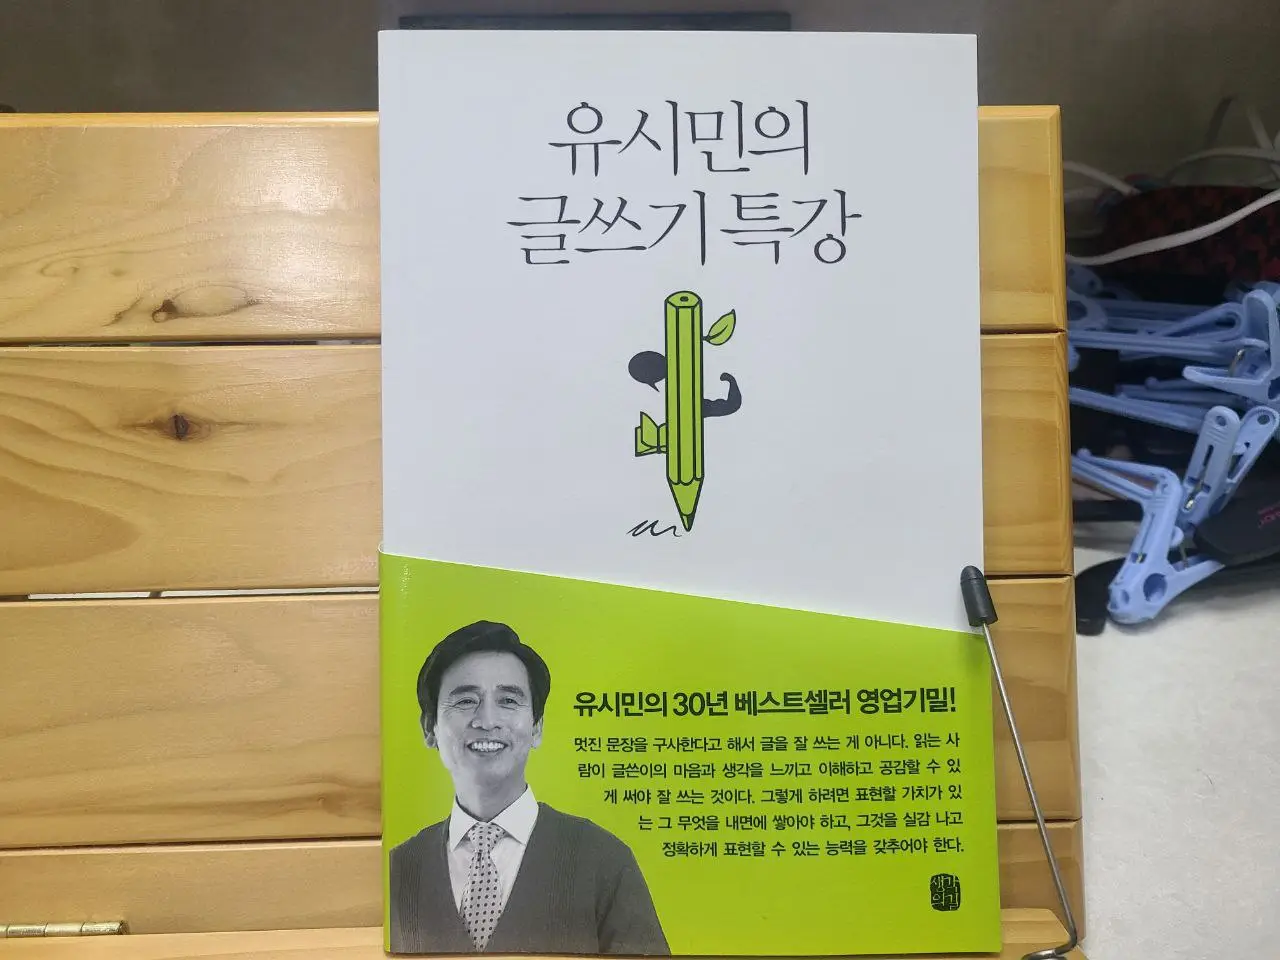 유시민의
글쓰기 특강
유시민의 30년 베스트셀러 영업기밀!
멋진 문장을 구사한다고 해서 글을 잘 쓰는 게 아니다. 읽는 사
람이 글쓴이의 마음과 생각을 느끼고 이해하고 공감할 수 있
게 써야 잘 쓰는 것이다. 그렇게 하려면 표현할 가치가 있
는 그 무엇을 내면에 쌓아야 하고, 그것을 실감 나고
정확하게 표현할 수 있는 능력을 갖추어야 한다.
생각
의길